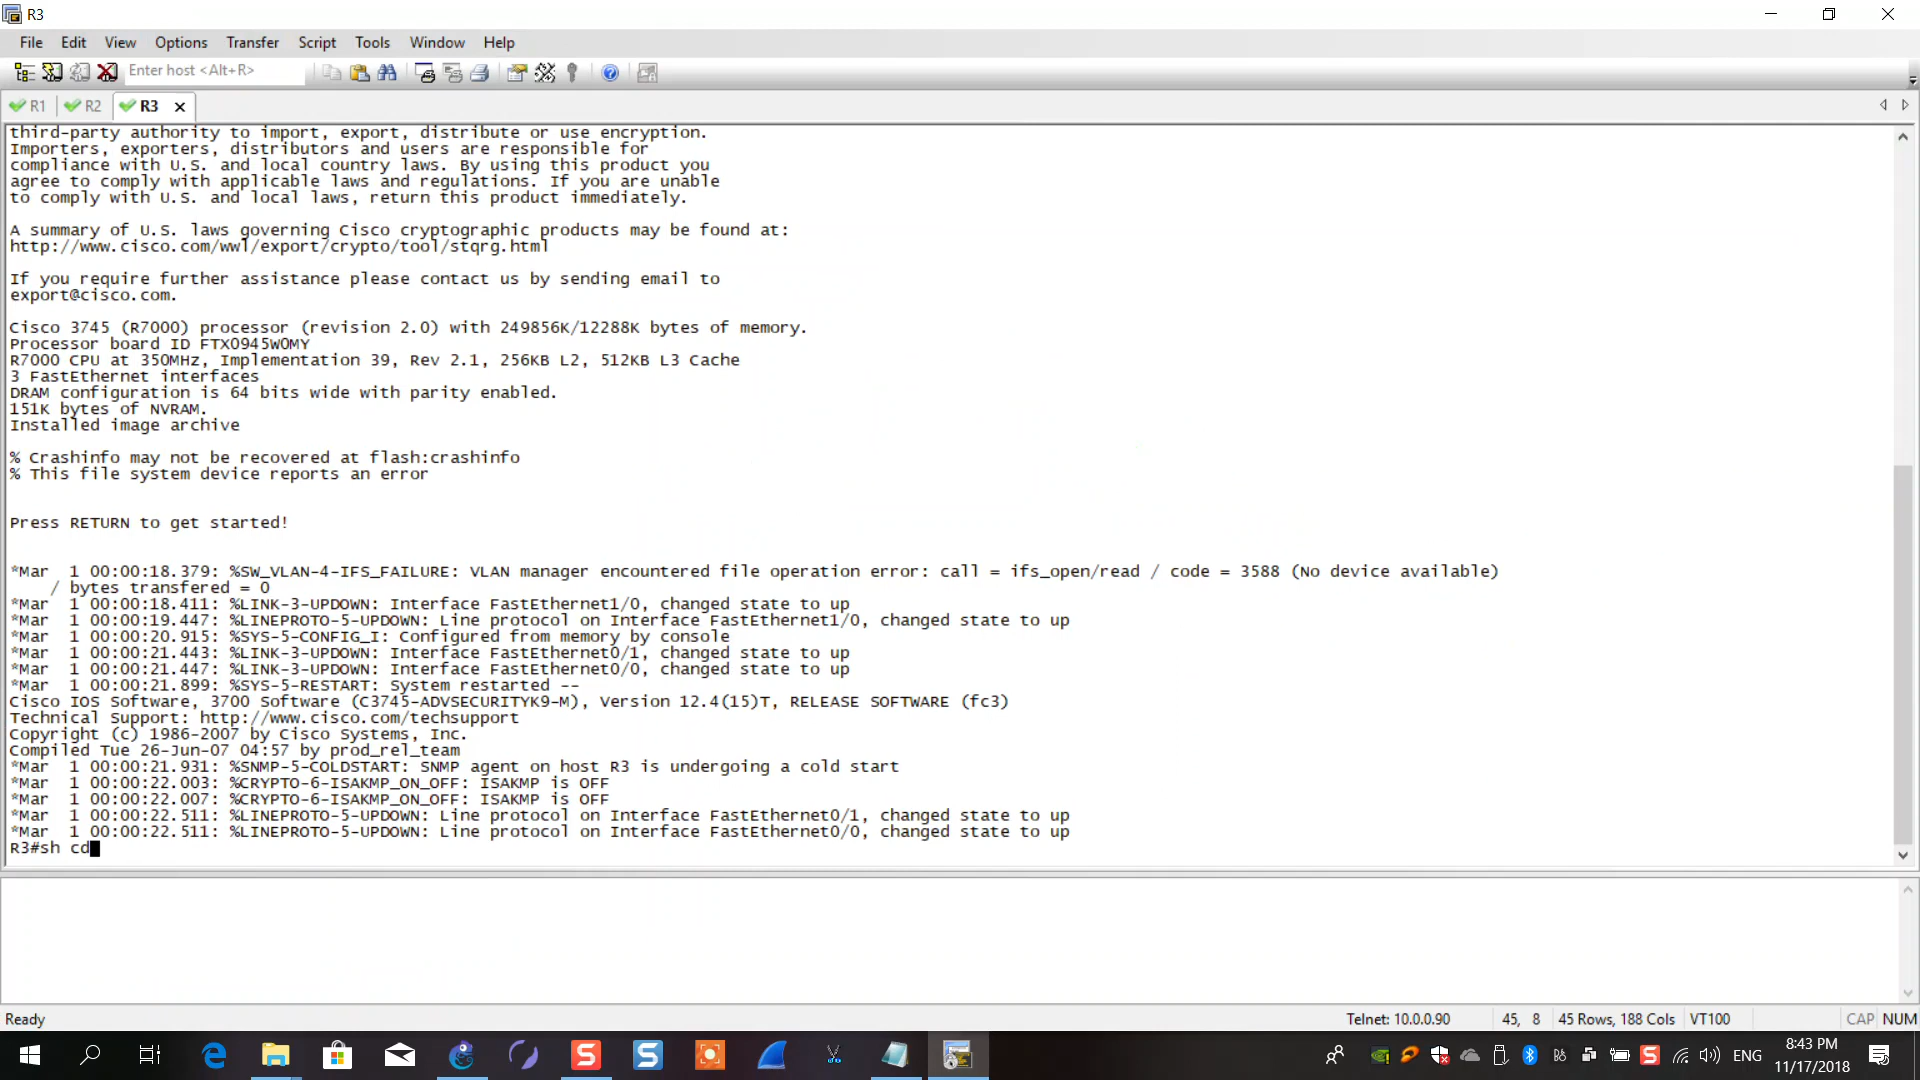 R3
File Edit View Options Transfer Script Tools Window Help
Enter host <Alt+R>
R1 R2 R3
third-party authority to import, export, distribute or use encryption.
Importers, exporters, distributors and users are responsible for
compliance with U.S. and local country laws. By using this product you
agree to comply with applicable laws and regulations. If you are unable
to comply with U.S. and local laws, return this product immediately.
A summary of U.S. laws governing Cisco cryptographic products may be found at:
http://www.cisco.com/wwl/export/crypto/tool/stqrg.html
If you require further assistance please contact us by sending email to
export@cisco.com.
Cisco 3745 (R7000) processor (revision 2.0) with 249856K/12288K bytes of memory.
Processor board ID FTX0945W0MY
R7000 CPU at 350MHz, Implementation 39, Rev 2.1, 256KB L2, 512KB L3 Cache
3 FastEthernet interfaces
DRAM configuration is 64 bits wide with parity enabled.
151K bytes of NVRAM.
Installed image archive
% Crashinfo may not be recovered at flash:crashinfo
% This file system device reports an error
Press RETURN to get started!
*Mar  1 00:00:18.379: %SW_VLAN-4-IFS_FAILURE: VLAN manager encountered file operation error: call = ifs_open/read / code = 3588 (No device available)
/ bytes transfered = 0
*Mar  1 00:00:18.411: %LINK-3-UPDOWN: Interface FastEthernet1/0, changed state to up
*Mar  1 00:00:19.447: %LINEPROTO-5-UPDOWN: Line protocol on Interface FastEthernet1/0, changed state to up
*Mar  1 00:00:20.915: %SYS-5-CONFIG_I: Configured from memory by console
*Mar  1 00:00:21.443: %LINK-3-UPDOWN: Interface FastEthernet0/1, changed state to up
*Mar  1 00:00:21.447: %LINK-3-UPDOWN: Interface FastEthernet0/0, changed state to up
*Mar  1 00:00:21.899: %SYS-5-RESTART: System restarted --
Cisco IOS Software, 3700 Software (C3745-ADVSECURITYK9-M), Version 12.4(15)T, RELEASE SOFTWARE (fc3)
Technical Support: http://www.cisco.com/techsupport
Copyright (c) 1986-2007 by Cisco Systems, Inc.
Compiled Tue 26-Jun-07 04:57 by prod_rel_team
*Mar  1 00:00:21.931: %SNMP-5-COLDSTART: SNMP agent on host R3 is undergoing a cold start
*Mar  1 00:00:22.003: %CRYPTO-6-ISAKMP_ON_OFF: ISAKMP is OFF
*Mar  1 00:00:22.007: %CRYPTO-6-ISAKMP_ON_OFF: ISAKMP is OFF
*Mar  1 00:00:22.511: %LINEPROTO-5-UPDOWN: Line protocol on Interface FastEthernet0/1, changed state to up
*Mar  1 00:00:22.511: %LINEPROTO-5-UPDOWN: Line protocol on Interface FastEthernet0/0, changed state to up
R3#sh cd
Ready Telnet: 10.0.0.90 45, 8 45 Rows, 188 Cols VT100 CAP NUM
ENG 8:43 PM
11/17/2018